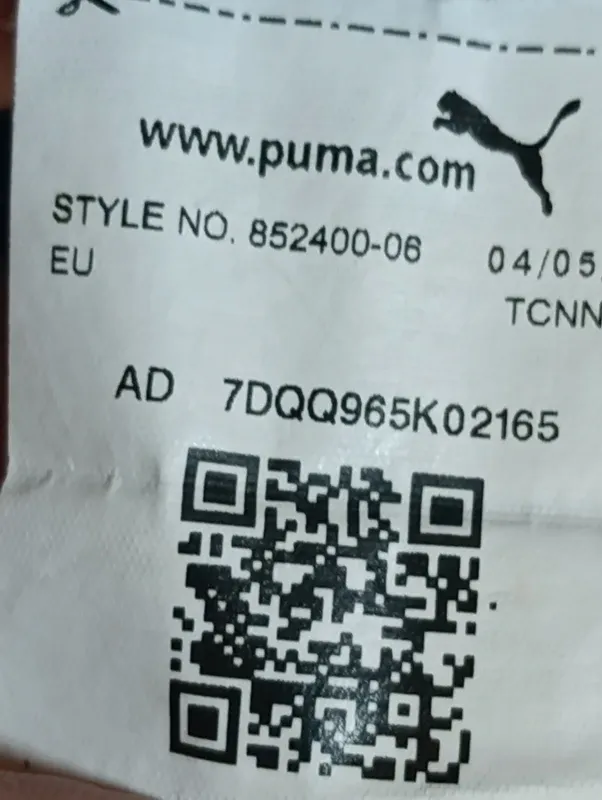 www.puma.com
STYLE NO. 852400-06 04/05
EU TCNN
AD 7DQQ965K02165